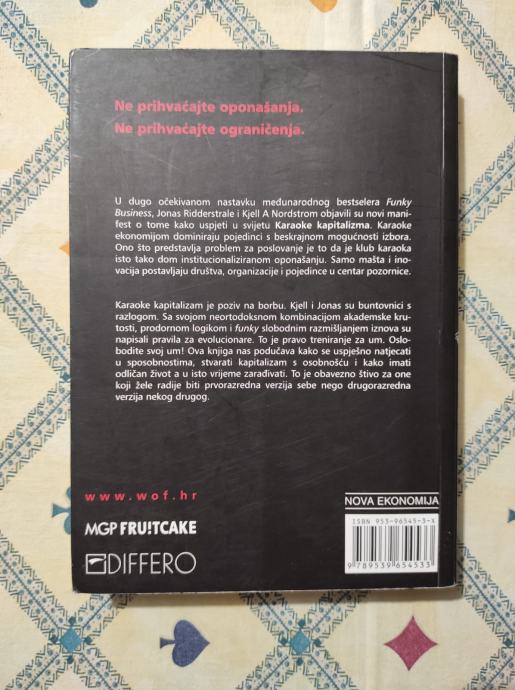 Ne prihvaćajte oponašanja.
Ne prihvaćajte ograničenja.
U dugo očekivanom nastavku međunarodnog bestselera Funky
Business, Jonas Ridderstrale i Kjell A Nordstrom objavili su novi mani-
fest o tome kako uspjeti u svijetu Karaoke kapitalizma. Karaoke
ekonomijom dominiraju pojedinci s beskrajnom mogućnosti izbora.
Ono što predstavlja problem za poslovanje je to da je klub karaoka
isto tako dom institucionaliziranom oponašanju. Samo mašta i ino-
vacija postavljaju društva, organizacije i pojedince u centar pozornice.
Karaoke kapitalizam je poziv na borbu. Kjell i Jonas su buntovnici s
razlogom. Sa svojom neortodoksnom kombinacijom akademske kru-
tosti, prodornom logikom i funky slobodnim razmišljanjem iznova su
napisali pravila za evolucionare. To je pravo treniranje za um. Oslo-
bodite svoj um! Ova knjiga nas podučava kako se uspješno natjecati
u sposobnostima, stvarati kapitalizam s osobnošću i kako imati
odličan život a u isto vrijeme zarađivati. To je obavezno štivo za one
koji žele radije biti prvorazredna verzija sebe nego drugorazredna
verzija nekog drugog.
www.wof.hr
MGP FRU!TCAKE
DIFFERO
NOVA EKONOMIJA
ISBN 953-96545-3-X
9 789539 654533